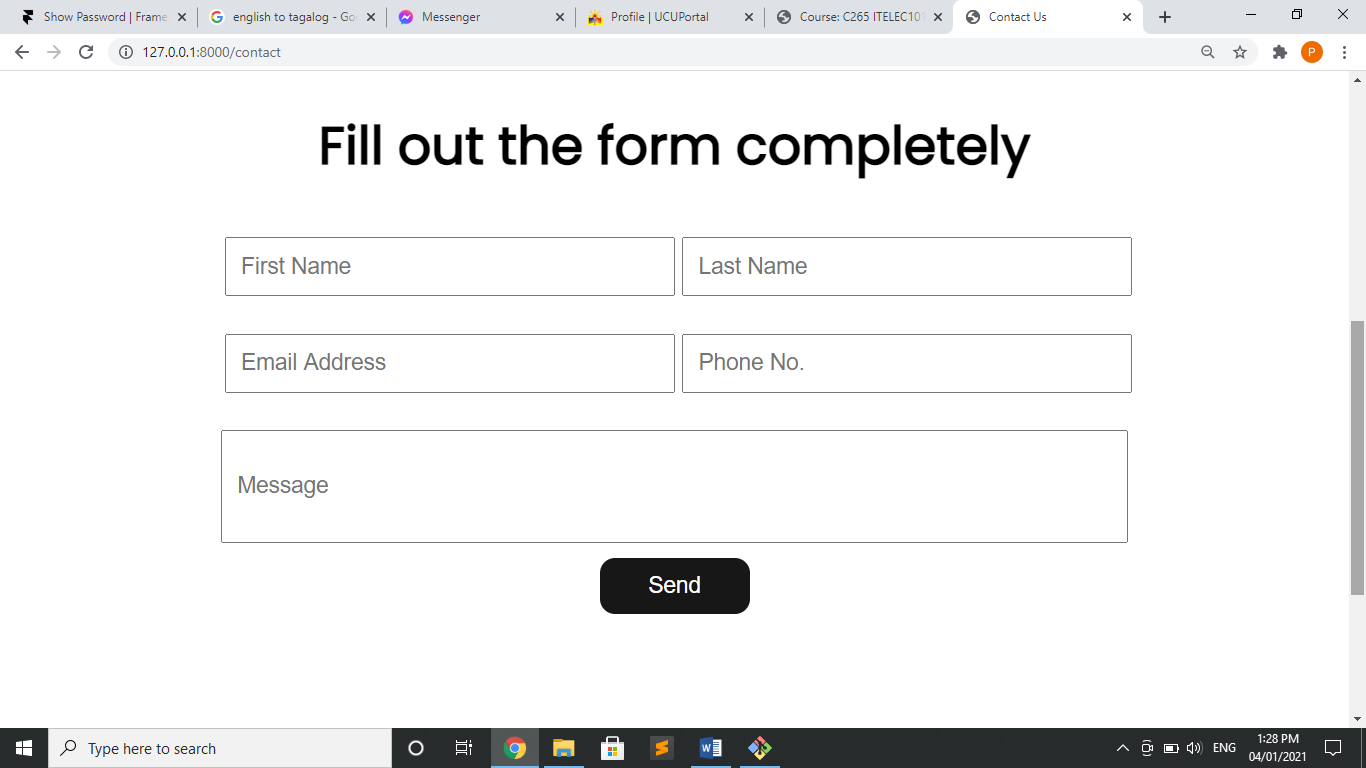 Show Password | Frame
english to tagalog - Go
Messenger
Profile | UCUPortal
Course: C265 ITELEC101
Contact Us
127.0.0.1:8000/contact
P
Fill out the form completely
First Name
Last Name
Email Address
Phone No.
Message
Send
Type here to search
ENG
1:28 PM
04/01/2021